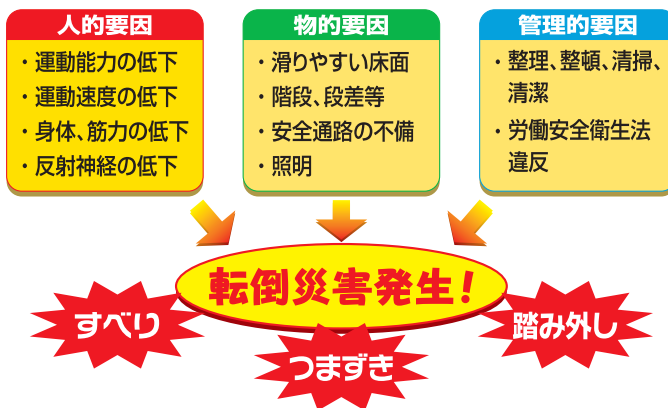 人的要因
・運動能力の低下
・運動速度の低下
・身体、筋力の低下
・反射神経の低下
物的要因
・滑りやすい床面
・階段、段差等
・安全通路の不備
・照明
管理的要因
・整理、整頓、清掃、
清潔
・労働安全衛生法
違反
転倒災害発生!
すべり
つまずき
踏み外し